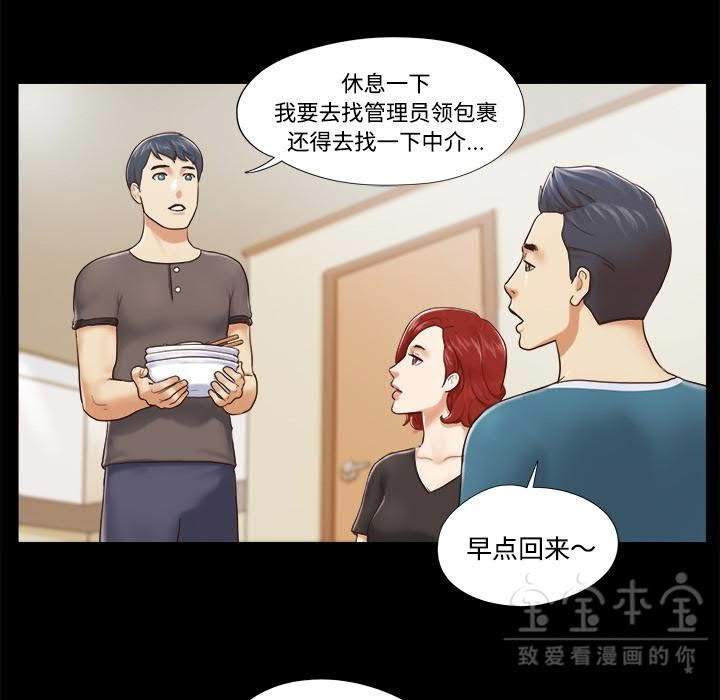 休息一下
我要去找管理员领包裹
还得去找一下中介...
早点回来～
宝宝本宝
致爱看漫画的你